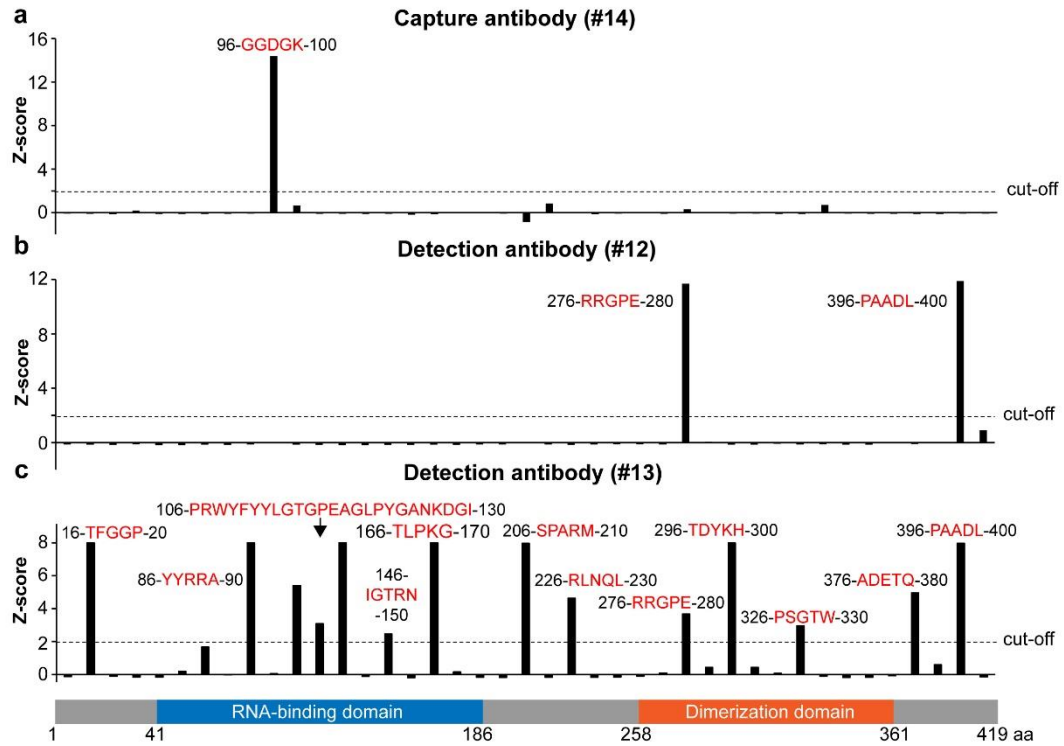 a
Capture antibody (#14)
96-GGDGK-100
Z-score
16
12
8
4
0
cut-off
b
Detection antibody (#12)
276-RRGPE-280
396-PAADL-400
Z-score
12
8
4
0
cut-off
c
Detection antibody (#13)
106-PRWYFYYLGTGPEAGLPYGANKDGI-130
16-TFGGP-20
166-TLPKG-170
206-SPARM-210
296-TDYKH-300
396-PAADL-400
86-YYRRA-90
146-
IGTRN
-150
226-RLNQL-230
276-RRGPE-280
326-PSGTW-330
376-ADETQ-380
Z-score
8
6
4
2
0
cut-off
RNA-binding domain
Dimerization domain
1 41 186 258 361 419 aa